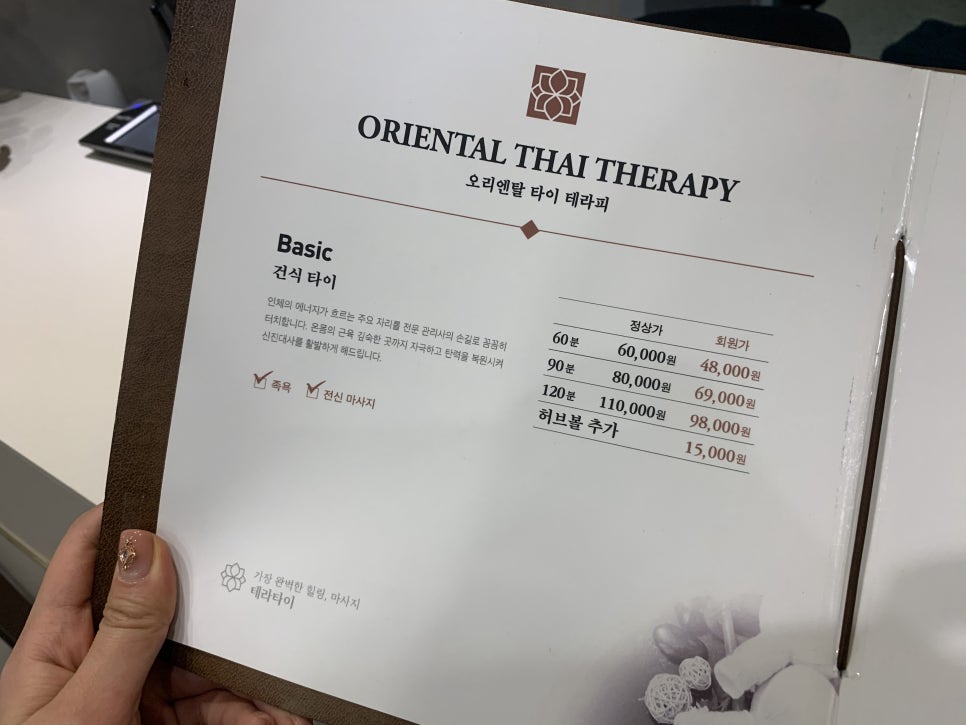 ORIENTAL THAI THERAPY
오리엔탈 타이 테라피
Basic
건식 타이
인체의 에너지가 흐르는 주요 자리를 전문 관리사의 손길로 꼼꼼히
터치합니다. 온몸의 근육 깊숙한 곳까지 자극하고 탄력을 복원시켜
신진대사를 활발하게 해드립니다.
족욕 전신 마사지
정상가 회원가
60분 60,000원 48,000원
90분 80,000원 69,000원
120분 110,000원 98,000원
허브볼 추가 15,000원
가장 완벽한 힐링, 마사지
테라타이